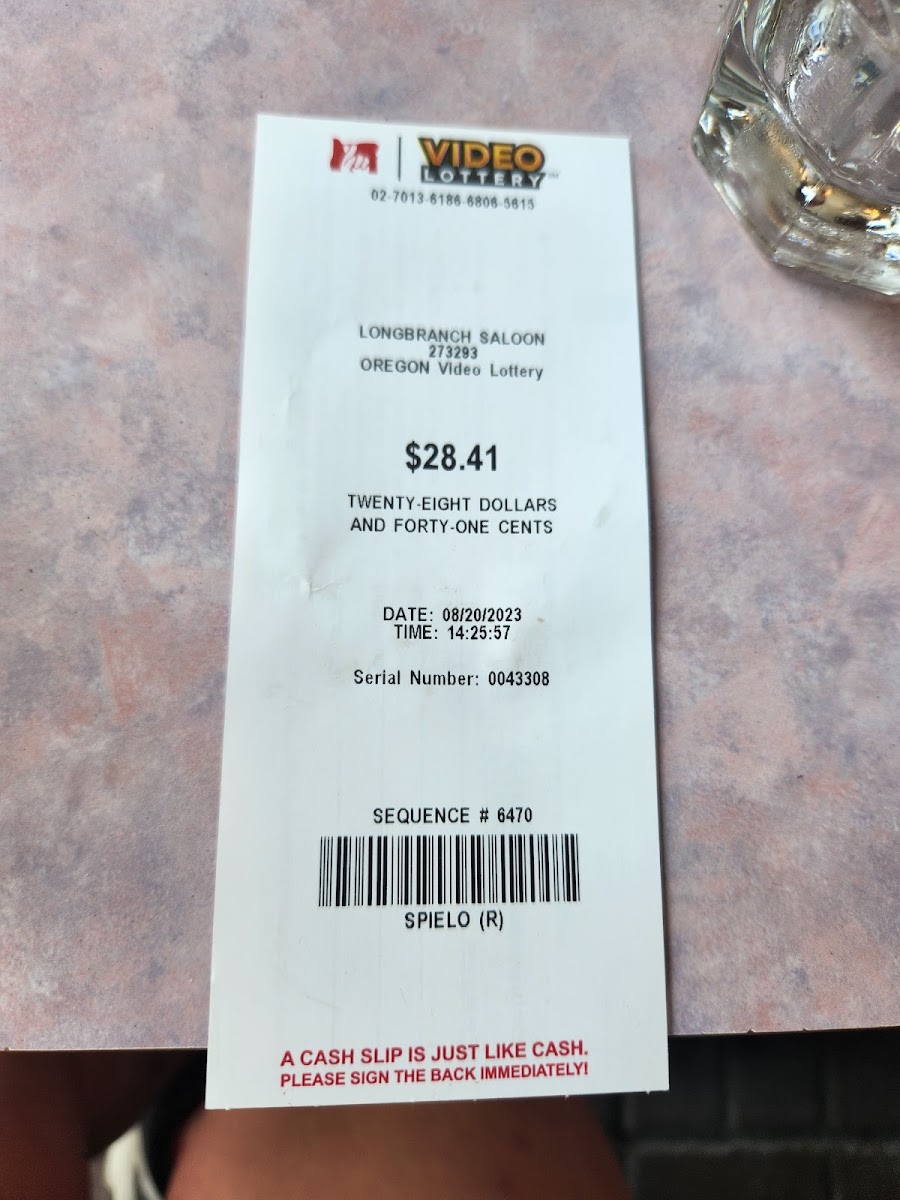 VIDEO
LOTTERY™
02-7013-6186-6806-5615
LONGBRANCH SALOON
273293
OREGON Video Lottery
$28.41
TWENTY-EIGHT DOLLARS
AND FORTY-ONE CENTS
DATE: 08/20/2023
TIME: 14:25:57
Serial Number: 0043308
SEQUENCE # 6470
SPIELO (R)
A CASH SLIP IS JUST LIKE CASH.
PLEASE SIGN THE BACK IMMEDIATELY!